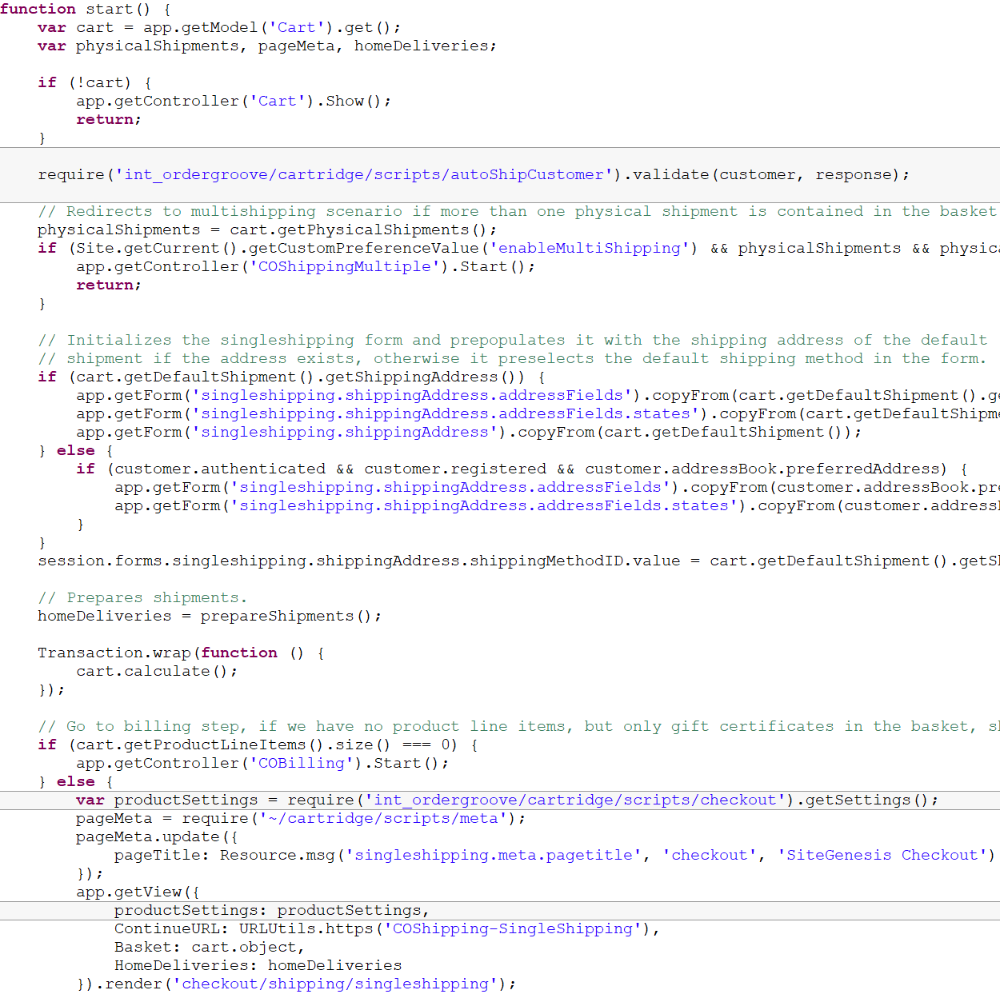 function start() {
    var cart = app.getModel('Cart').get();
    var physicalShipments, pageMeta, homeDeliveries;

    if (!cart) {
        app.getController('Cart').Show();
        return;
    }

    require('int_ordergroove/cartridge/scripts/autoShipCustomer').validate(customer, response);

    // Redirects to multishipping scenario if more than one physical shipment is contained in the basket
    physicalShipments = cart.getPhysicalShipments();
    if (Site.getCurrent().getCustomPreferenceValue('enableMultiShipping') && physicalShipments && physica
        app.getController('COShippingMultiple').Start();
        return;
    }

    // Initializes the singleshipping form and prepopulates it with the shipping address of the default
    // shipment if the address exists, otherwise it preselects the default shipping method in the form.
    if (cart.getDefaultShipment().getShippingAddress()) {
        app.getForm('singleshipping.shippingAddress.addressFields').copyFrom(cart.getDefaultShipment().ge
        app.getForm('singleshipping.shippingAddress.addressFields.states').copyFrom(cart.getDefaultShipme
        app.getForm('singleshipping.shippingAddress').copyFrom(cart.getDefaultShipment());
    } else {
        if (customer.authenticated && customer.registered && customer.addressBook.preferredAddress) {
            app.getForm('singleshipping.shippingAddress.addressFields').copyFrom(customer.addressBook.pre
            app.getForm('singleshipping.shippingAddress.addressFields.states').copyFrom(customer.address
        }
    }
    session.forms.singleshipping.shippingAddress.shippingMethodID.value = cart.getDefaultShipment().getS

    // Prepares shipments.
    homeDeliveries = prepareShipments();

    Transaction.wrap(function () {
        cart.calculate();
    });

    // Go to billing step, if we have no product line items, but only gift certificates in the basket, s
    if (cart.getProductLineItems().size() === 0) {
        app.getController('COBilling').Start();
    } else {
        var productSettings = require('int_ordergroove/cartridge/scripts/checkout').getSettings();
        pageMeta = require('~/cartridge/scripts/meta');
        pageMeta.update({
            pageTitle: Resource.msg('singleshipping.meta.pagetitle', 'checkout', 'SiteGenesis Checkout')
        });
        app.getView({
            productSettings: productSettings,
            ContinueURL: URLUtils.https('COShipping-SingleShipping'),
            Basket: cart.object,
            HomeDeliveries: homeDeliveries
        }).render('checkout/shipping/singleshipping');